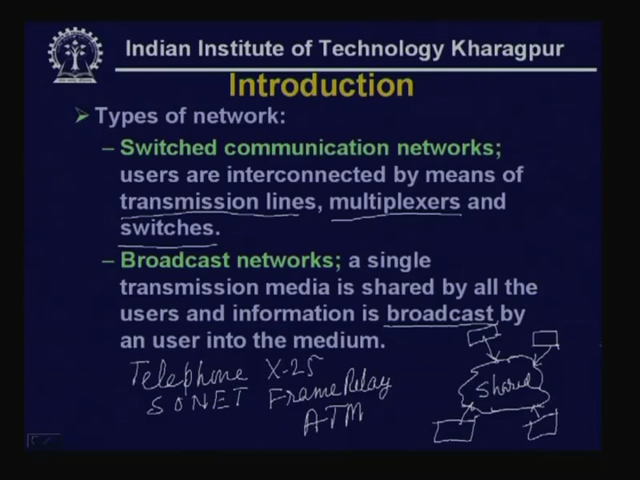 Indian Institute of Technology Kharagpur
Introduction
Types of network:
– Switched communication networks;
users are interconnected by means of
transmission lines, multiplexers and
switches.
– Broadcast networks; a single
transmission media is shared by all the
users and information is broadcast by
an user into the medium.
Telephone X-25
SONET Frame Relay
ATM
Shared